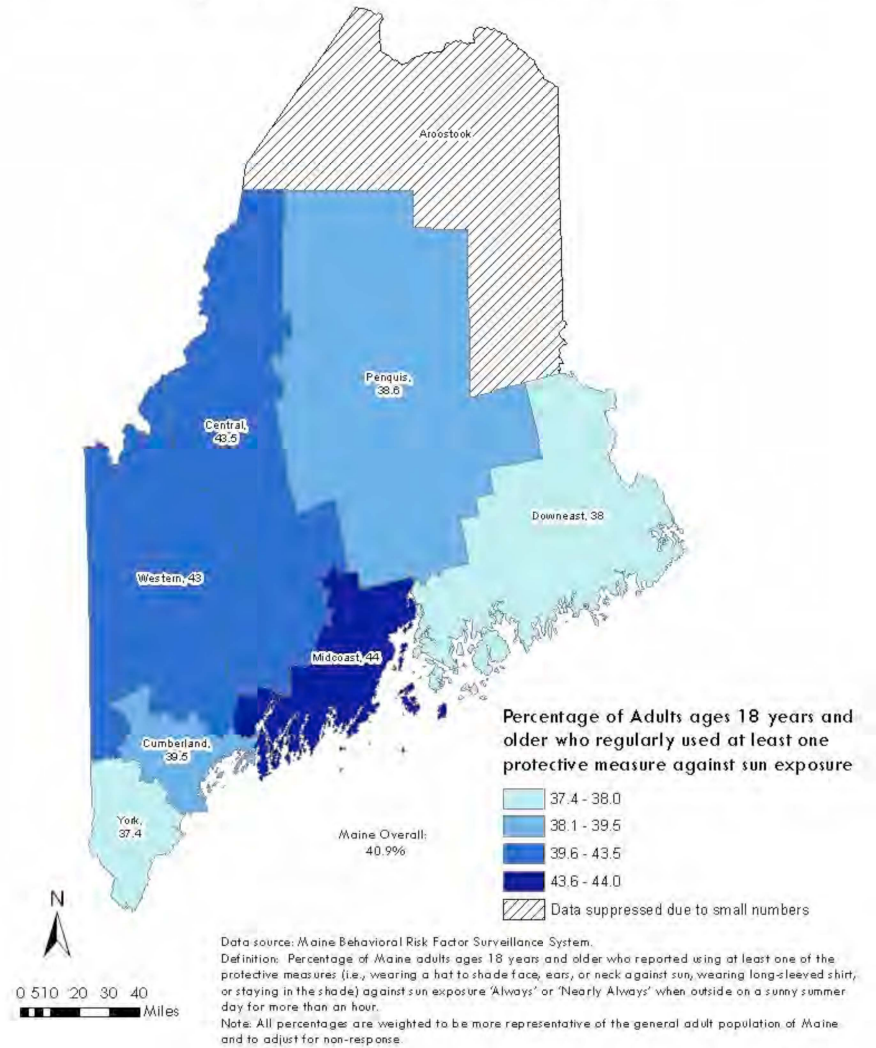 Aroostook
Penquis,
38.6
Central,
43.5
Downeast, 38
Western, 43
Midcoast, 44
Cumberland,
39.5
York,
37.4
Maine Overall:
40.9%
Percentage of Adults ages 18 years and
older who regularly used at least one
protective measure against sun exposure
37.4 - 38.0
38.1 - 39.5
39.6 - 43.5
43.6 - 44.0
Data suppressed due to small numbers
N
0 5 10 20 30 40
Miles
Data source: Maine Behavioral Risk Factor Surveillance System.
Definition: Percentage of Maine adults ages 18 years and older who reported using at least one of the
protective measures (i.e., wearing a hat to shade face, ears, or neck against sun, wearing long-sleeved shirt,
or staying in the shade) against sun exposure 'Always' or 'Nearly Always' when outside on a sunny summer
day for more than an hour.
Note: All percentages are weighted to be more representative of the general adult population of Maine
and to adjust for non-response.